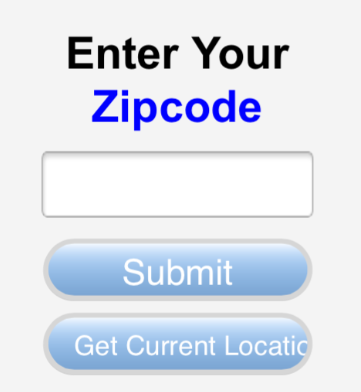 Enter Your
Zipcode
Submit
Get Current Locatio